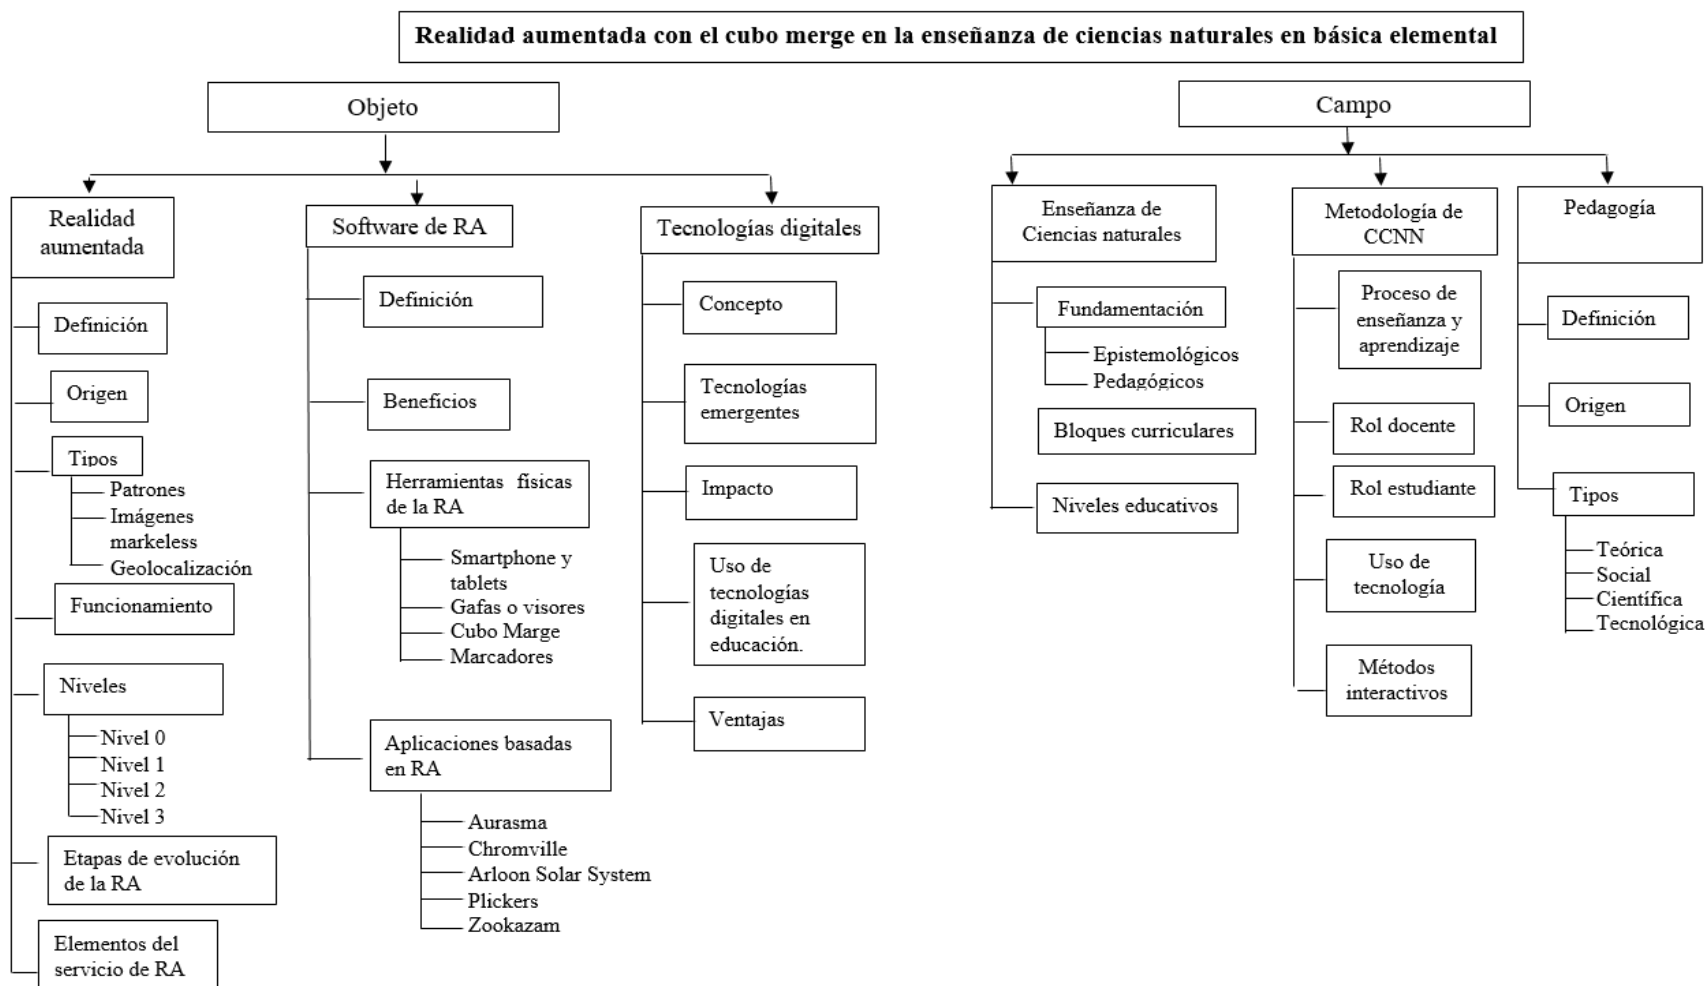 Realidad aumentada con el cubo merge en la enseñanza de ciencias naturales en básica elemental
Objeto
Realidad
aumentada
Definición
Origen
Tipos
Patrones
Imágenes
markeless
Geolocalización
Funcionamiento
Niveles
Nivel 0
Nivel 1
Nivel 2
Nivel 3
Etapas de evolución
de la RA
Elementos del
servicio de RA
Software de RA
Definición
Beneficios
Herramientas físicas
de la RA
Smartphone y
tablets
Gafas o visores
Cubo Marge
Marcadores
Aplicaciones basadas
en RA
Aurasma
Chromville
Arloon Solar System
Plickers
Zookazam
Tecnologías digitales
Concepto
Tecnologías
emergentes
Impacto
Uso de
tecnologías
digitales en
educación.
Ventajas
Campo
Enseñanza de
Ciencias naturales
Fundamentación
Epistemológicos
Pedagógicos
Bloques curriculares
Niveles educativos
Metodología de
CCNN
Proceso de
enseñanza y
aprendizaje
Rol docente
Rol estudiante
Uso de
tecnología
Métodos
interactivos
Pedagogía
Definición
Origen
Tipos
Teórica
Social
Científica
Tecnológica